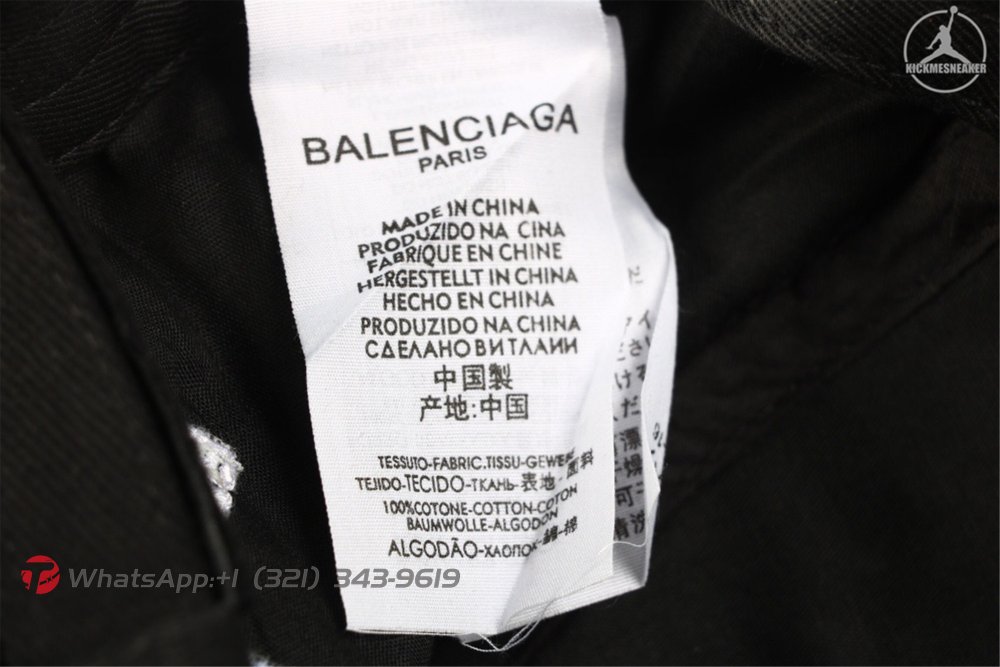 KICKMESNEAKER
BALENCIAGA
PARIS
MADE IN CHINA
PRODUZIDO NA CINA
FABRIQUE EN CHINE
HERGESTELLT IN CHINA
HECHO EN CHINA
PRODUZIDO NA CHINA
СДЕЛАНО В ИТЛАИИ
中国製
产地:中国
TESSUTO-FABRIC.TISSU-GEWEBE
TEJIDO-TECIDO-ТКАНЬ-表地-面料
100%COTONE-COTTON-COTON
BAUMWOLLE-ALGODON
ALGODÃO-ХЛОПОК-綿-棉
WhatsApp:+1 (321) 343-9619